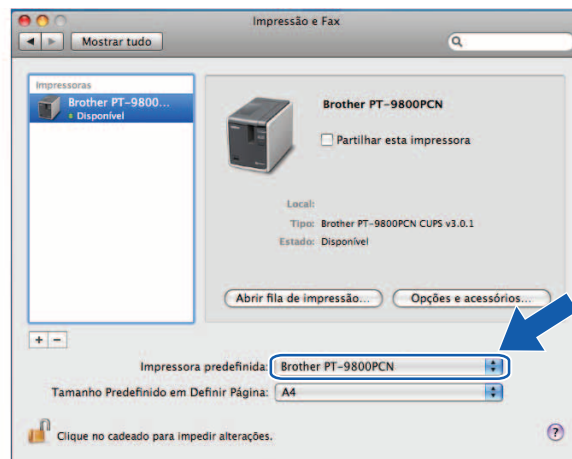 Impressão e Fax
Mostrar tudo
Impressoras
Brother PT-9800...
Disponível
Brother PT-9800PCN
Partilhar esta impressora
Local:
Tipo: Brother PT-9800PCN CUPS v3.0.1
Estado: Disponível
Abrir fila de impressão...
Opções e acessórios...
+ −
Impressora predefinida: Brother PT-9800PCN
Tamanho Predefinido em Definir Página: A4
Clique no cadeado para impedir alterações.
?